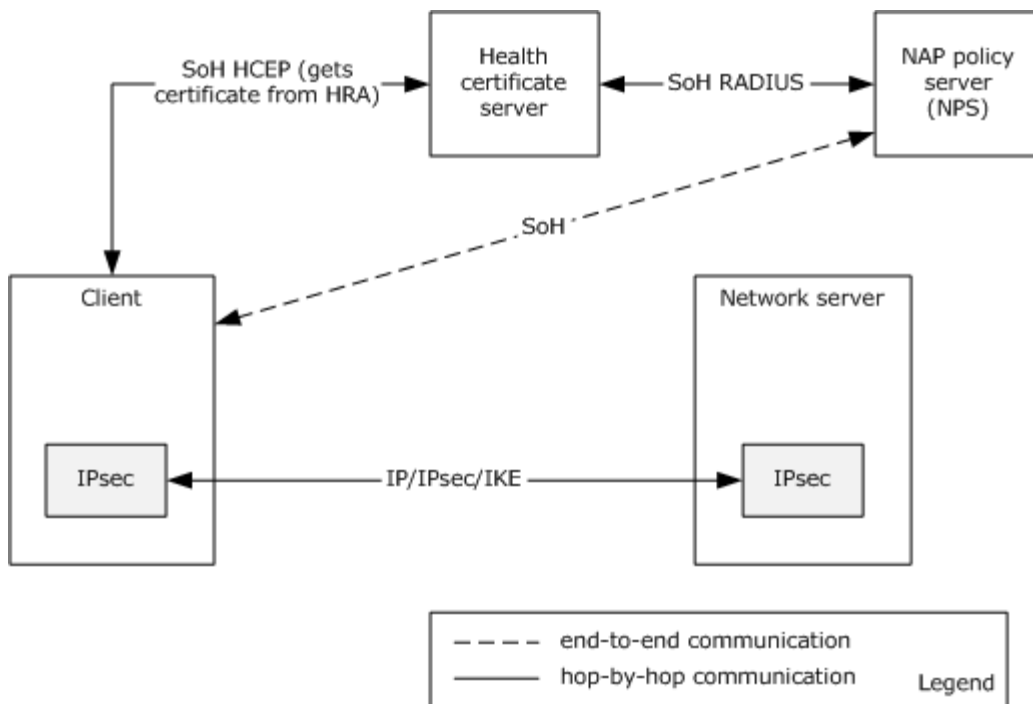 SoH HCEP (gets
certificate from HRA)
Health
certificate
server
SoH RADIUS
NAP policy
server
(NPS)
SoH
Client
Network server
IPsec
IP/IPsec/IKE
IPsec
end-to-end communication
hop-by-hop communication
Legend